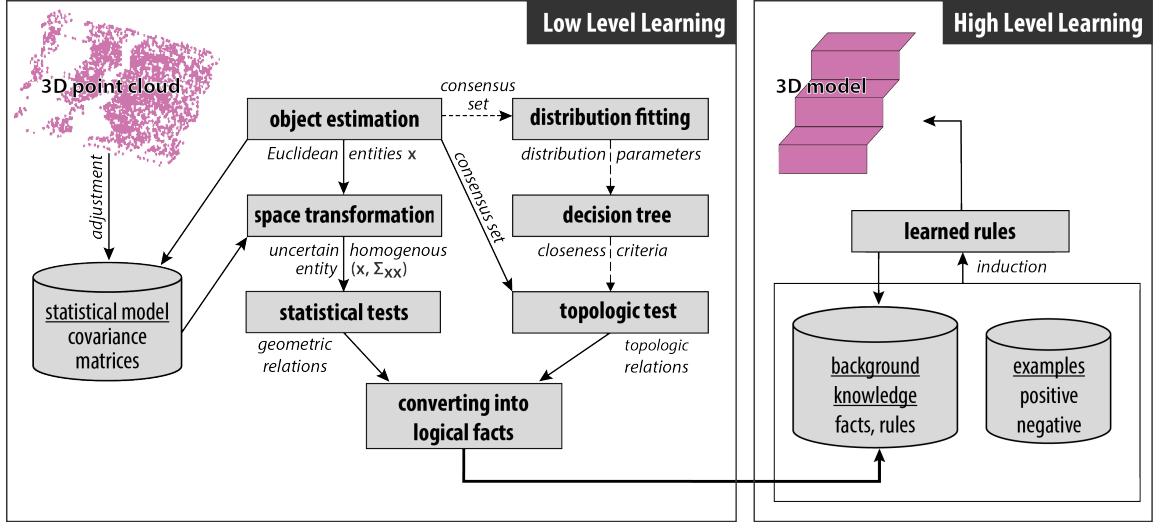 Low Level Learning
3D point cloud
adjustment
statistical model
covariance
matrices
object estimation
consensus
set
distribution fitting
Euclidean entities x
distribution parameters
consensus set
space transformation
decision tree
uncertain homogenous
entity (x, Σxx)
closeness criteria
statistical tests
topologic test
geometric
relations
topologic
relations
converting into
logical facts
High Level Learning
3D model
learned rules
induction
background
knowledge
facts, rules
examples
positive
negative